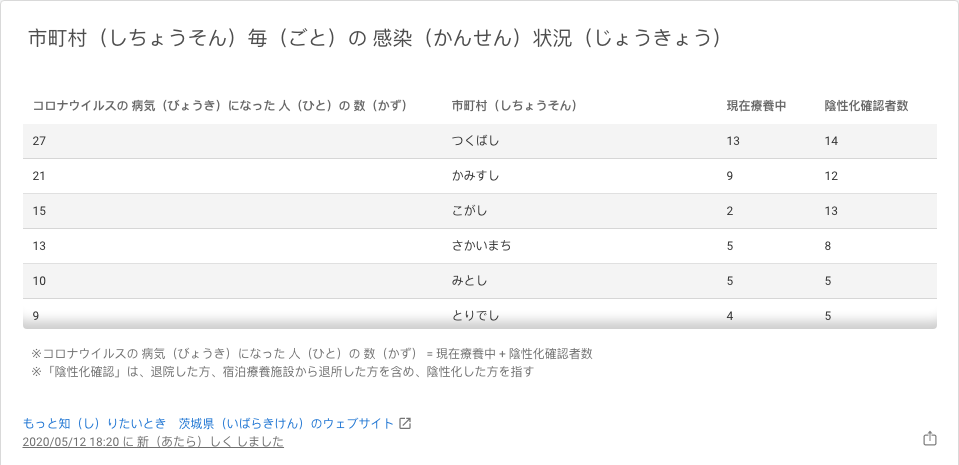 市町村（しちょうそん）毎（ごと）の 感染（かんせん）状況（じょうきょう）
コロナウイルスの 病気（びょうき）になった 人（ひと）の 数（かず） 市町村（しちょうそん） 現在療養中 陰性化確認者数
27 つくばし 13 14
21 かみすし 9 12
15 こがし 2 13
13 さかいまち 5 8
10 みとし 5 5
9 とりでし 4 5
※コロナウイルスの 病気（びょうき）になった 人（ひと）の 数（かず） = 現在療養中 + 陰性化確認者数
※「陰性化確認」は、退院した方、宿泊療養施設から退所した方を含め、陰性化した方を指す
もっと知（し）りたいとき　茨城県（いばらきけん）のウェブサイト
2020/05/12 18:20 に 新（あたら）しく しました